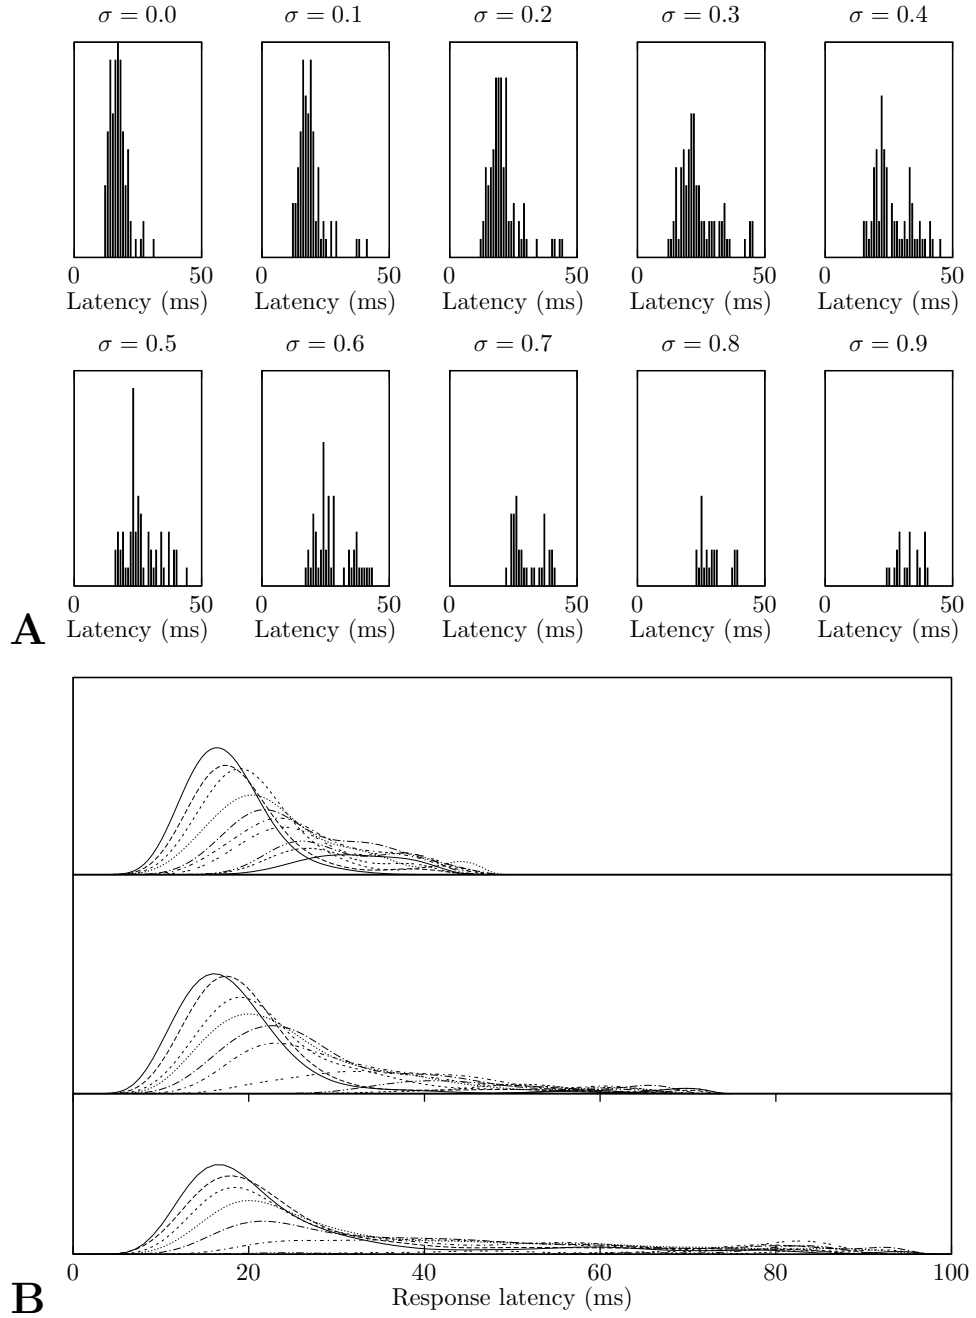 σ = 0.0 σ = 0.1 σ = 0.2 σ = 0.3 σ = 0.4
0 50 0 50 0 50 0 50 0 50
Latency (ms) Latency (ms) Latency (ms) Latency (ms) Latency (ms)
σ = 0.5 σ = 0.6 σ = 0.7 σ = 0.8 σ = 0.9
0 50 0 50 0 50 0 50 0 50
A Latency (ms) Latency (ms) Latency (ms) Latency (ms) Latency (ms)
0 20 40 60 80 100
B Response latency (ms)